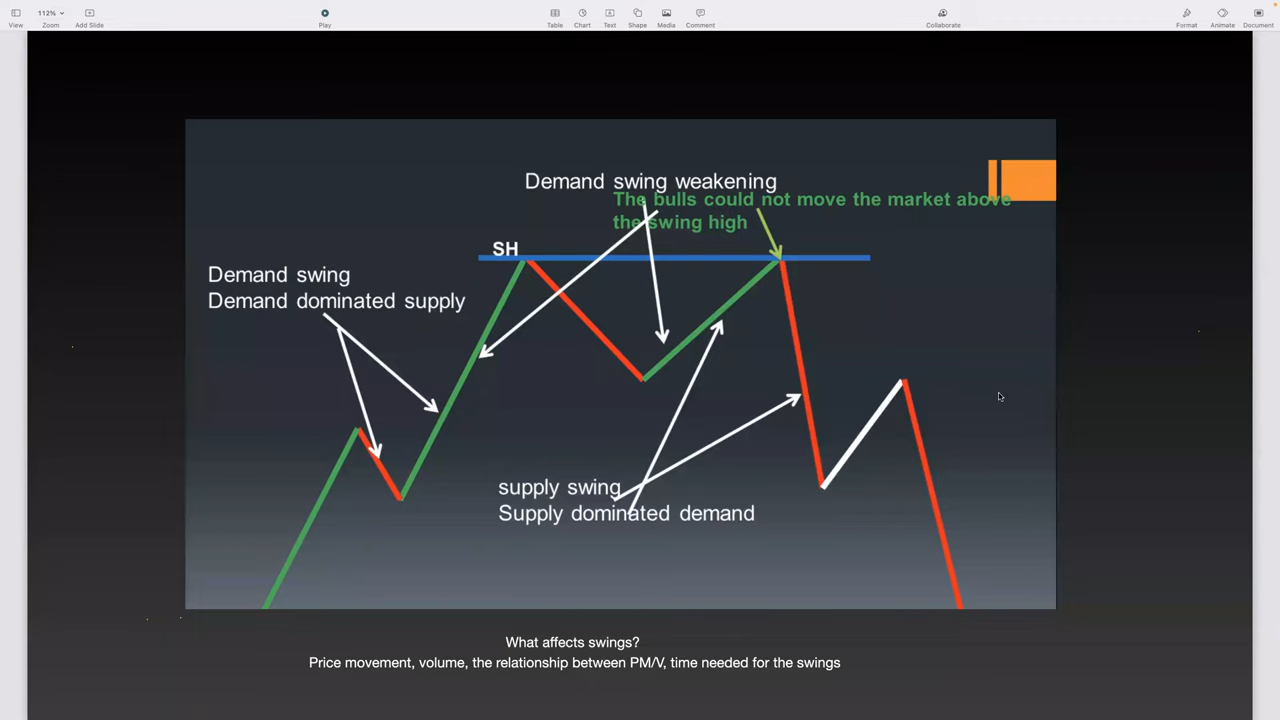 112%
View
Zoom
Add Slide
Play
Table
Chart
Text
Shape
Media
Comment
Collaborate
Format
Animate
Document
Demand swing weakening
The bulls could not move the market above
the swing high
SH
Demand swing
Demand dominated supply
supply swing
Supply dominated demand
What affects swings?
Price movement, volume, the relationship between PM/V, time needed for the swings